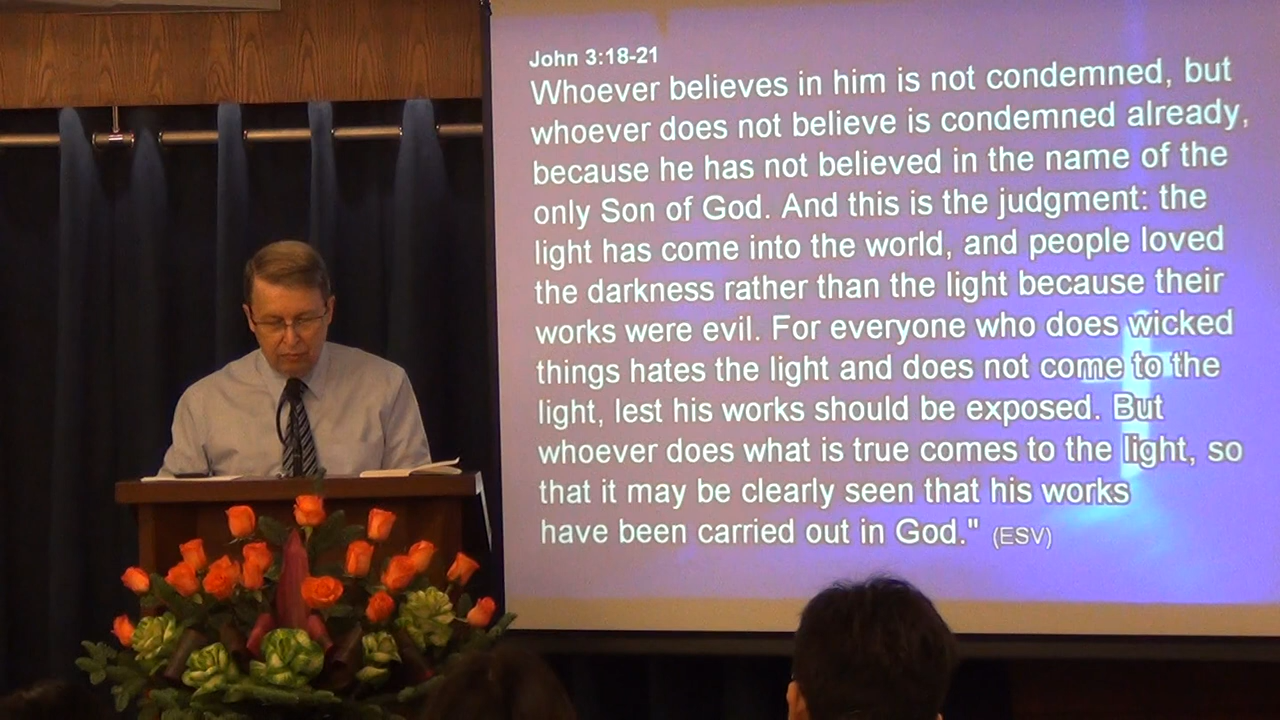 John 3:18-21
Whoever believes in him is not condemned, but
whoever does not believe is condemned already,
because he has not believed in the name of the
only Son of God. And this is the judgment: the
light has come into the world, and people loved
the darkness rather than the light because their
works were evil. For everyone who does wicked
things hates the light and does not come to the
light, lest his works should be exposed. But
whoever does what is true comes to the light, so
that it may be clearly seen that his works
have been carried out in God." (ESV)